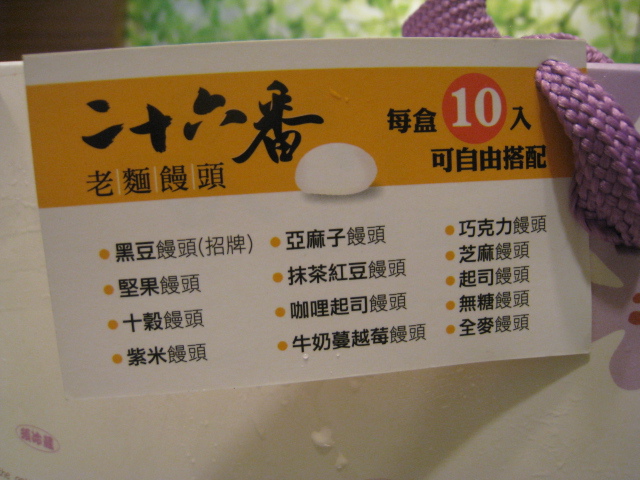 二十六番
老麵饅頭
每盒10入
可自由搭配
黑豆饅頭(招牌)
堅果饅頭
十穀饅頭
紫米饅頭
亞麻子饅頭
抹茶紅豆饅頭
咖哩起司饅頭
牛奶蔓越莓饅頭
巧克力饅頭
芝麻饅頭
起司饅頭
無糖饅頭
全麥饅頭